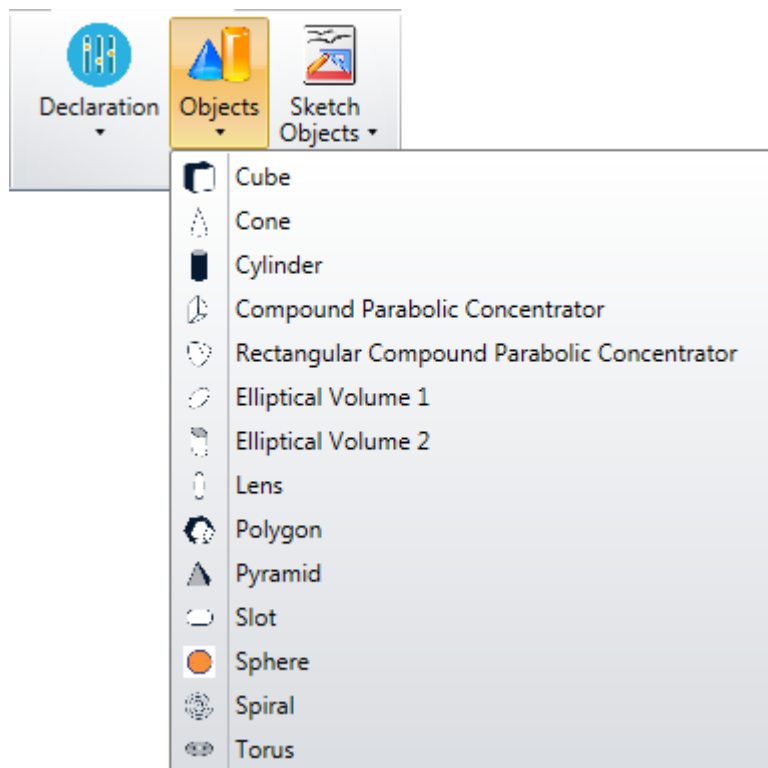 Declaration
Objects
Sketch
Objects
Cube
Cone
Cylinder
Compound Parabolic Concentrator
Rectangular Compound Parabolic Concentrator
Elliptical Volume 1
Elliptical Volume 2
Lens
Polygon
Pyramid
Slot
Sphere
Spiral
Torus